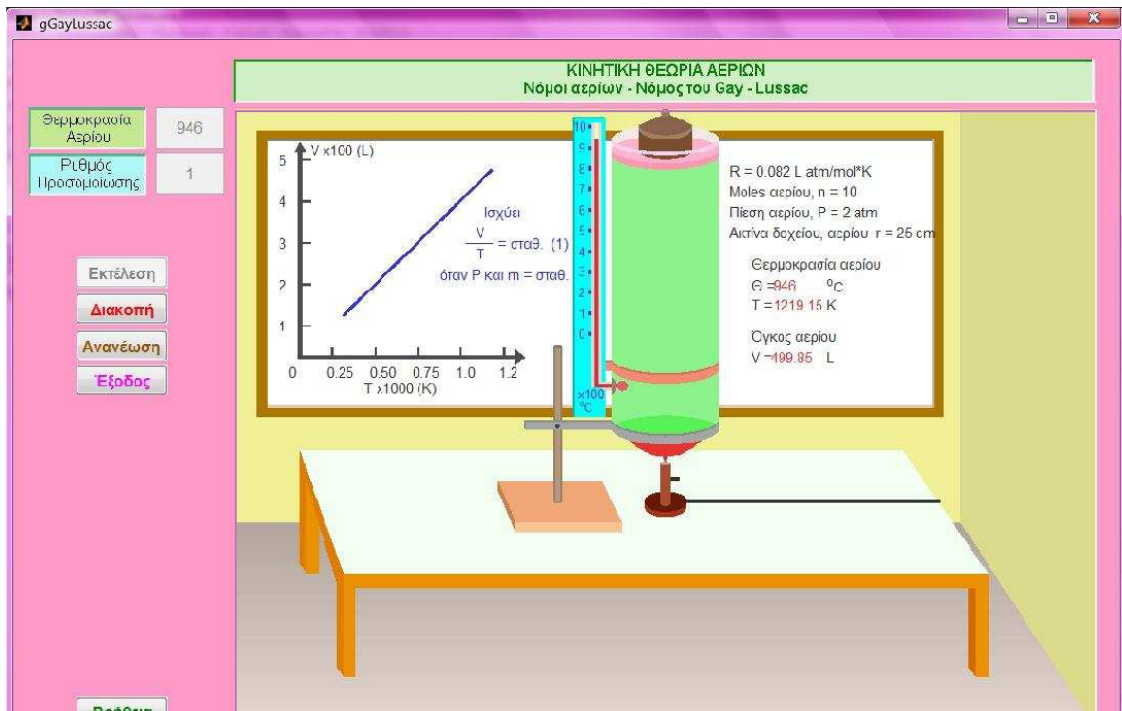 gGayLussac
ΚΙΝΗΤΙΚΗ ΘΕΩΡΙΑ ΑΕΡΙΩΝ
Νόμοι αερίων - Νόμος του Gay - Lussac
Θερμοκρασία
Αερίου
946
Ρυθμός
Προσομοίωσης
1
Εκτέλεση
Διακοπή
Ανανέωση
Έξοδος
V x100 (L)
5
4
3
2
1
0 0.25 0.50 0.75 1.0 1.2
T x1000 (K)
Ισχύει
V
/ T = σταθ. (1)
όταν P και m = σταθ.
10
9
8
7
6
5
4
3
2
1
0
x100
°C
R = 0.082 L atm/mol*K
Moles αερίου, n = 10
Πίεση αερίου, P = 2 atm
Ακτίνα δοχείου, αερίου r = 25 cm
Θερμοκρασία αερίου
Θ =946 °C
T = 1219.15 K
Όγκος αερίου
V =499.85 L
Βοήθεια